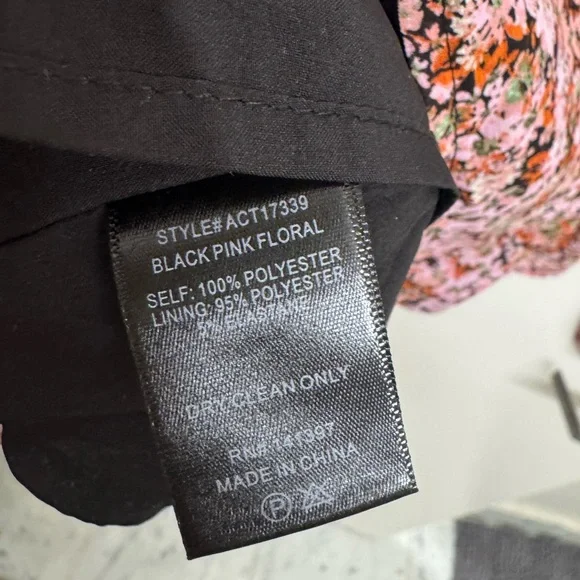 STYLE# ACT17339
BLACK PINK FLORAL
SELF: 100% POLYESTER
LINING: 95% POLYESTER
5% ELASTANE
DRY CLEAN ONLY
RN# 141397
MADE IN CHINA
P